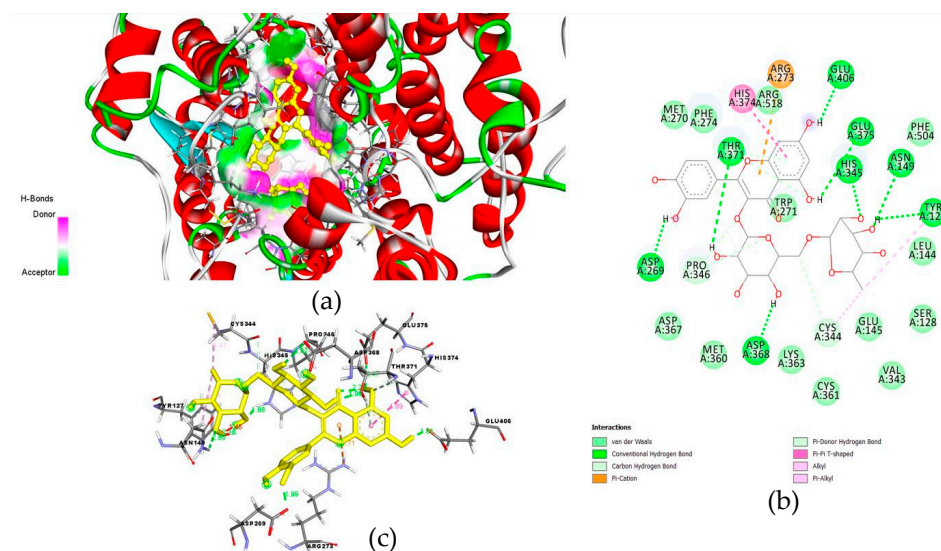 H-Bonds
Donor
Acceptor
(a)
ARG
A:273
GLU
A:406
HIS
A:374
ARG
A:518
MET
A:270
PHE
A:274
THR
A:371
GLU
A:375
PHE
A:504
HIS
A:345
ASN
A:149
TRP
A:271
TYR
A:12
ASP
A:269
PRO
A:346
LEU
A:144
ASP
A:367
MET
A:360
ASP
A:368
LYS
A:363
CYS
A:344
GLU
A:145
SER
A:128
CYS
A:361
VAL
A:343
H
H
H
H
H
H
Interactions
van der Waals
Conventional Hydrogen Bond
Carbon Hydrogen Bond
Pi-Cation
Pi-Donor Hydrogen Bond
Pi-Pi T-shaped
Alkyl
Pi-Alkyl
(b)
CYS344
PRO346
GLU375
HIS345
ASP368
HIS374
THR371
TYR127
ASN149
GLU406
ASP269
ARG273
(c)